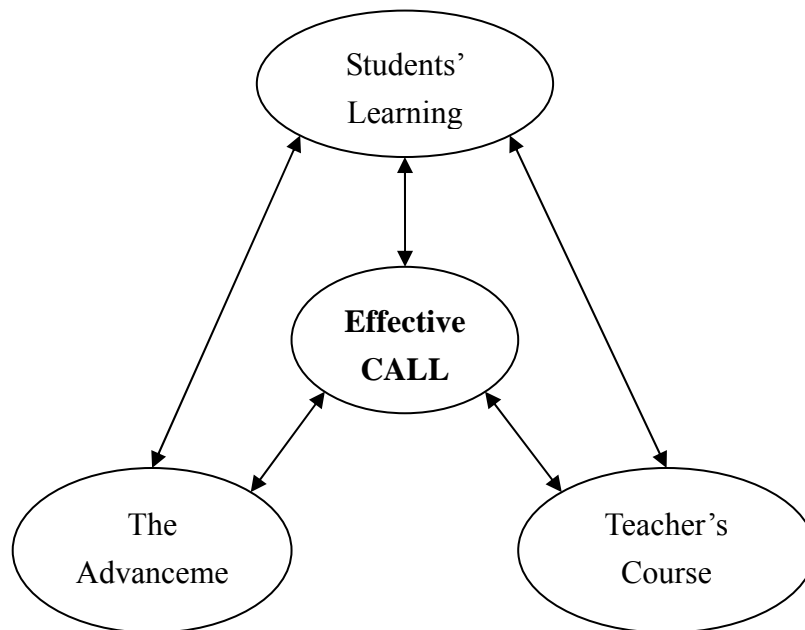 Students’
Learning
Effective
CALL
The
Advanceme
Teacher’s
Course